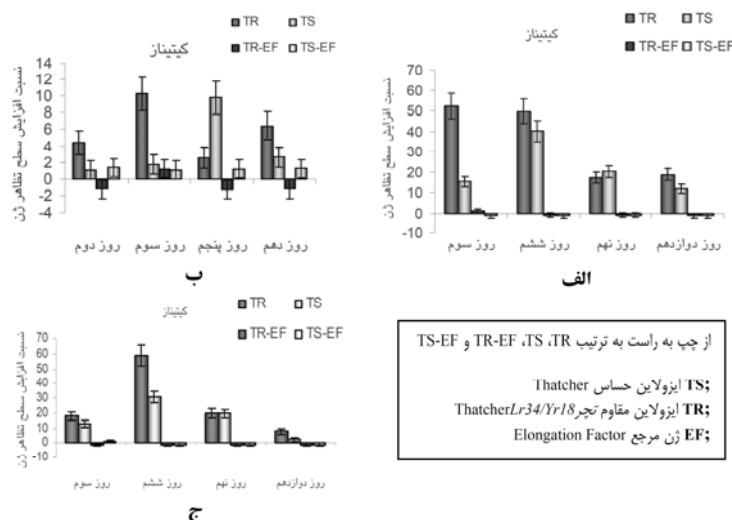 TR TS
TR-EF TS-EF
کیتیناز
نسبت افزایش سطح تظاهر ژن
70
60
50
40
30
20
10
0
-10
روز سوم روز ششم روز نهم روز دوازدهم
الف
TR TS
TR-EF TS-EF
کیتیناز
نسبت افزایش سطح تظاهر ژن
14
12
10
8
6
4
2
0
-2
-4
روز دوم روز سوم روز پنجم روز دهم
ب
TR TS
کیتیناز
TR-EF TS-EF
نسبت افزایش سطح تظاهر ژن
70
60
50
40
30
20
10
0
-10
روز سوم روز ششم روز نهم روز دوازدهم
ج
از چپ به راست به ترتیب TR، TS، TR-EF و TS-EF
TS; ایزولاین حساس Thatcher
TR; ایزولاین مقاوم تچر ThatcherLr34/Yr18
EF; ژن مرجع Elongation Factor